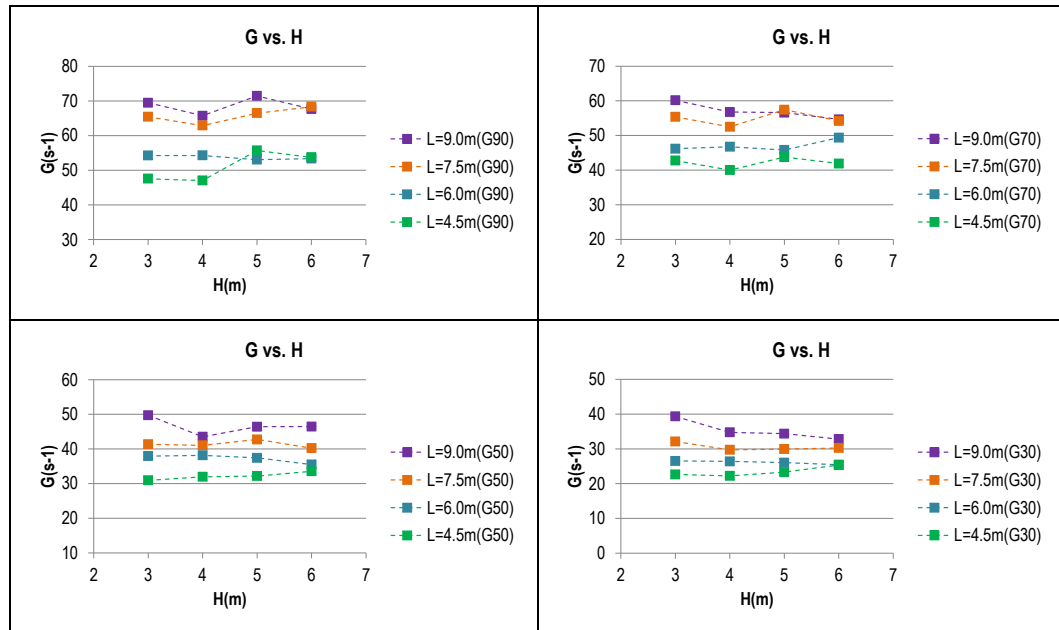 G vs. H
80
70
60
50
40
30
G(s-1)
2 3 4 5 6 7
H(m)
L=9.0m(G90)
L=7.5m(G90)
L=6.0m(G90)
L=4.5m(G90)
G vs. H
70
60
50
40
30
20
G(s-1)
2 3 4 5 6 7
H(m)
L=9.0m(G70)
L=7.5m(G70)
L=6.0m(G70)
L=4.5m(G70)
G vs. H
60
50
40
30
20
10
G(s-1)
2 3 4 5 6 7
H(m)
L=9.0m(G50)
L=7.5m(G50)
L=6.0m(G50)
L=4.5m(G50)
G vs. H
50
40
30
20
10
0
G(s-1)
2 3 4 5 6 7
H(m)
L=9.0m(G30)
L=7.5m(G30)
L=6.0m(G30)
L=4.5m(G30)